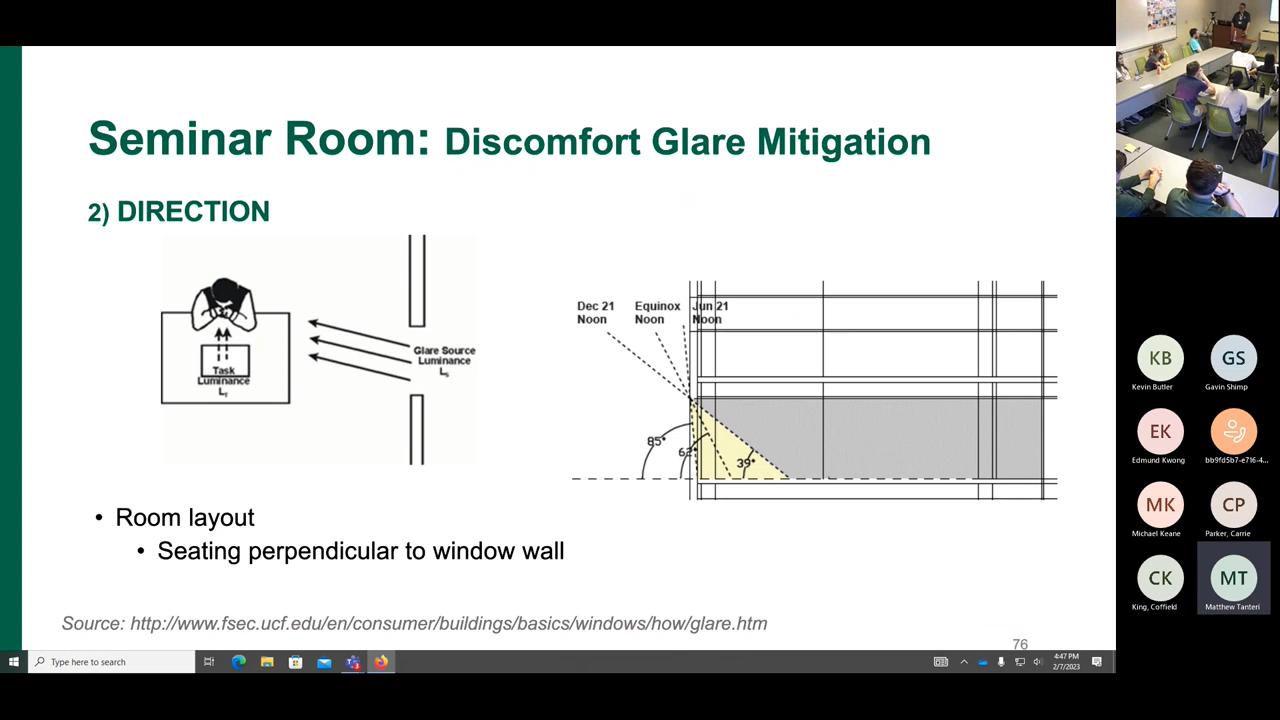 Seminar Room: Discomfort Glare Mitigation
2) DIRECTION
Glare Source
Luminance
Ls
Task
Luminance
LT
Dec 21
Noon
Equinox
Noon
Jun 21
Noon
85°
62°
39°
• Room layout
• Seating perpendicular to window wall
Source: http://www.fsec.ucf.edu/en/consumer/buildings/basics/windows/how/glare.htm
76
Type here to search
4:47 PM
2/7/2023
KB
Kevin Butler
GS
Gavin Shimp
EK
Edmund Kwong
bb9fd5b7-e716-4...
MK
Michael Keane
CP
Parker, Carrie
CK
King, Coffield
MT
Matthew Tanteri